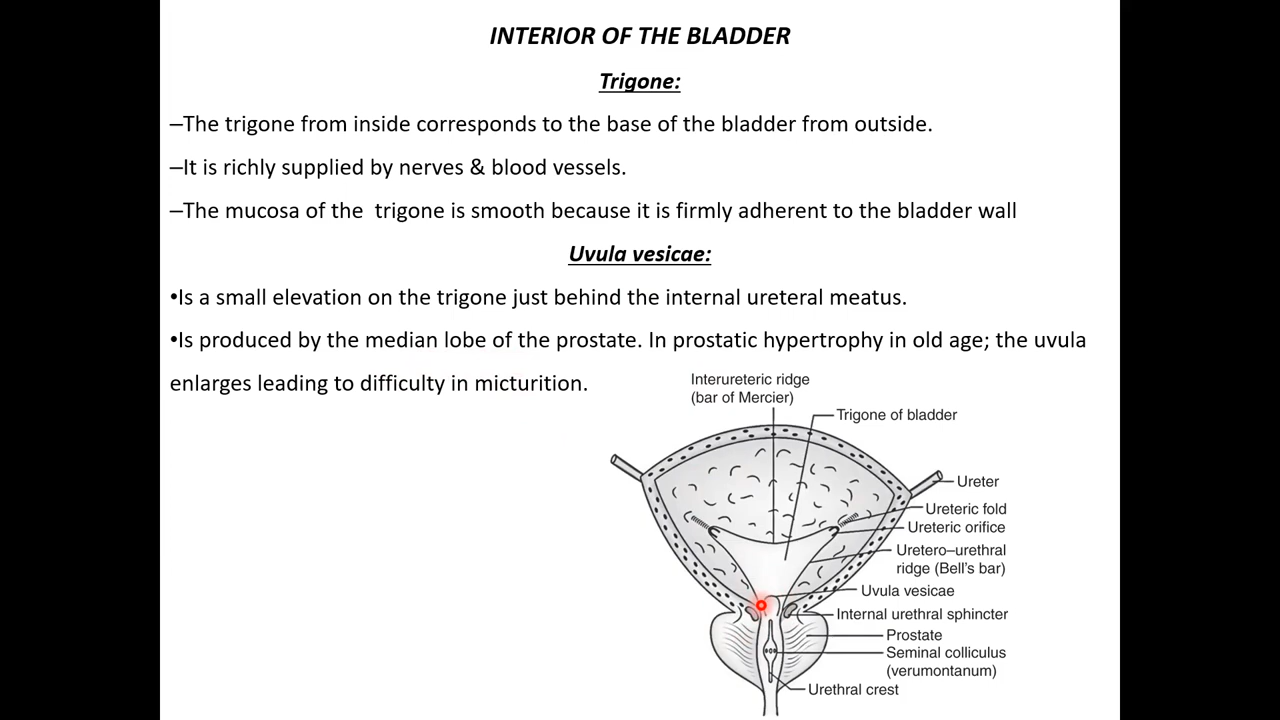 INTERIOR OF THE BLADDER
Trigone:
–The trigone from inside corresponds to the base of the bladder from outside.
–It is richly supplied by nerves & blood vessels.
–The mucosa of the  trigone is smooth because it is firmly adherent to the bladder wall
Uvula vesicae:
•Is a small elevation on the trigone just behind the internal ureteral meatus.
•Is produced by the median lobe of the prostate. In prostatic hypertrophy in old age; the uvula
enlarges leading to difficulty in micturition.
Interureteric ridge
(bar of Mercier)
Trigone of bladder
Ureter
Ureteric fold
Ureteric orifice
Uretero–urethral
ridge (Bell's bar)
Uvula vesicae
Internal urethral sphincter
Prostate
Seminal colliculus
(verumontanum)
Urethral crest